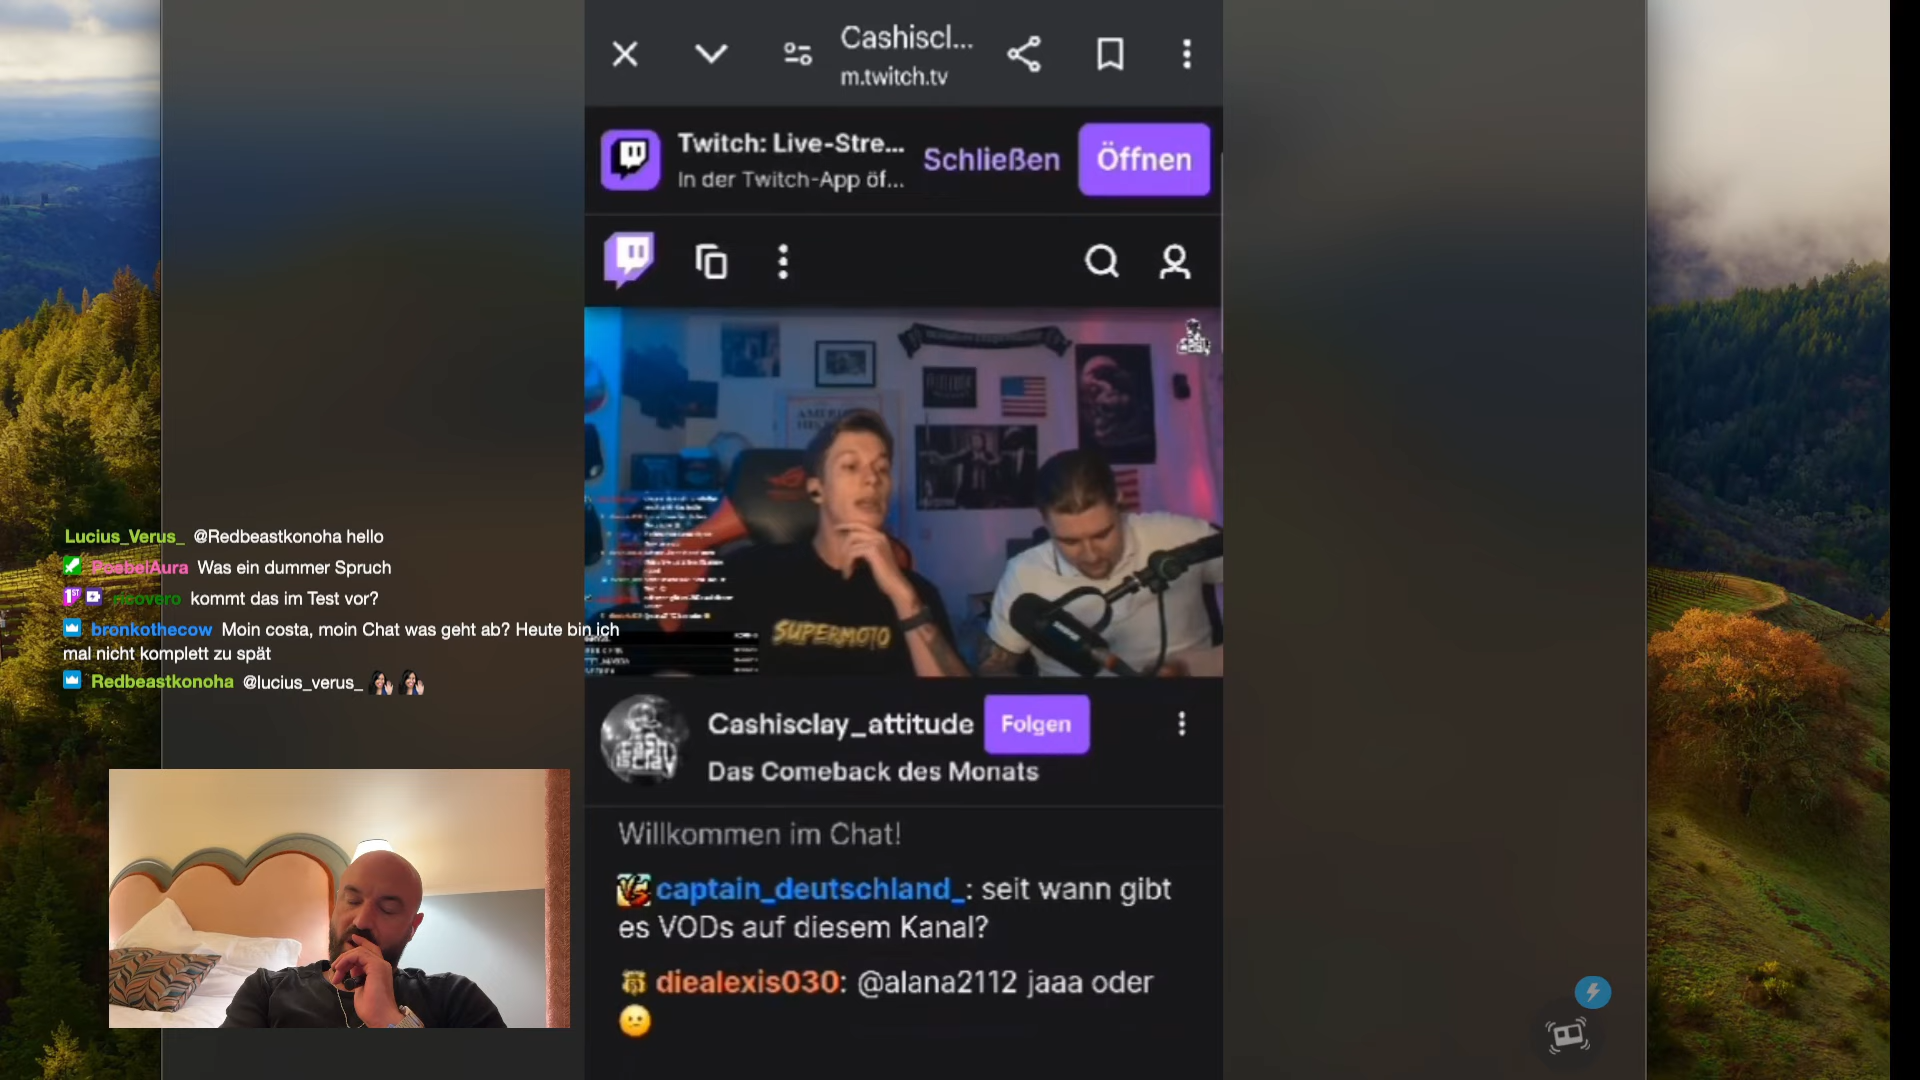 Cashiscl...
m.twitch.tv
Twitch: Live-Stre...
In der Twitch-App öf...
Schließen
Öffnen
SUPERMOTO
Cashisclay_attitude
Folgen
Das Comeback des Monats
Willkommen im Chat!
captain_deutschland_: seit wann gibt
es VODs auf diesem Kanal?
diealexis030: @alana2112 jaaa oder
Lucius_Verus_ @Redbeastkonoha hello
PoebelAura Was ein dummer Spruch
ricovero kommt das im Test vor?
bronkothecow Moin costa, moin Chat was geht ab? Heute bin ich
mal nicht komplett zu spät
Redbeastkonoha @lucius_verus_